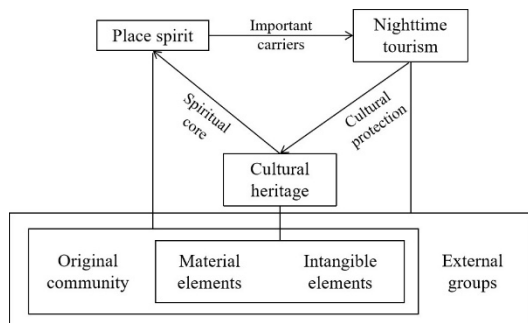 Place spirit
Important
carriers
Nighttime
tourism
Spiritual
core
Cultural
protection
Cultural
heritage
Original
community
Material
elements
Intangible
elements
External
groups